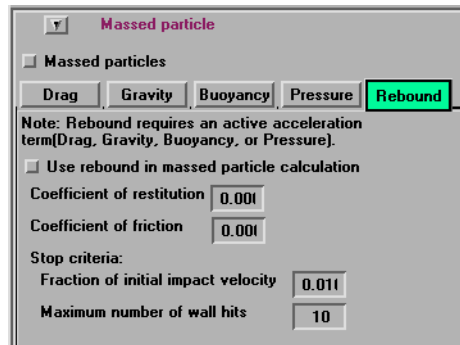 Massed particle
Massed particles
Drag Gravity Buoyancy Pressure Rebound
Note: Rebound requires an active acceleration
term(Drag, Gravity, Buoyancy, or Pressure).
Use rebound in massed particle calculation
Coefficient of restitution 0.00
Coefficient of friction 0.00
Stop criteria:
Fraction of initial impact velocity 0.01
Maximum number of wall hits 10